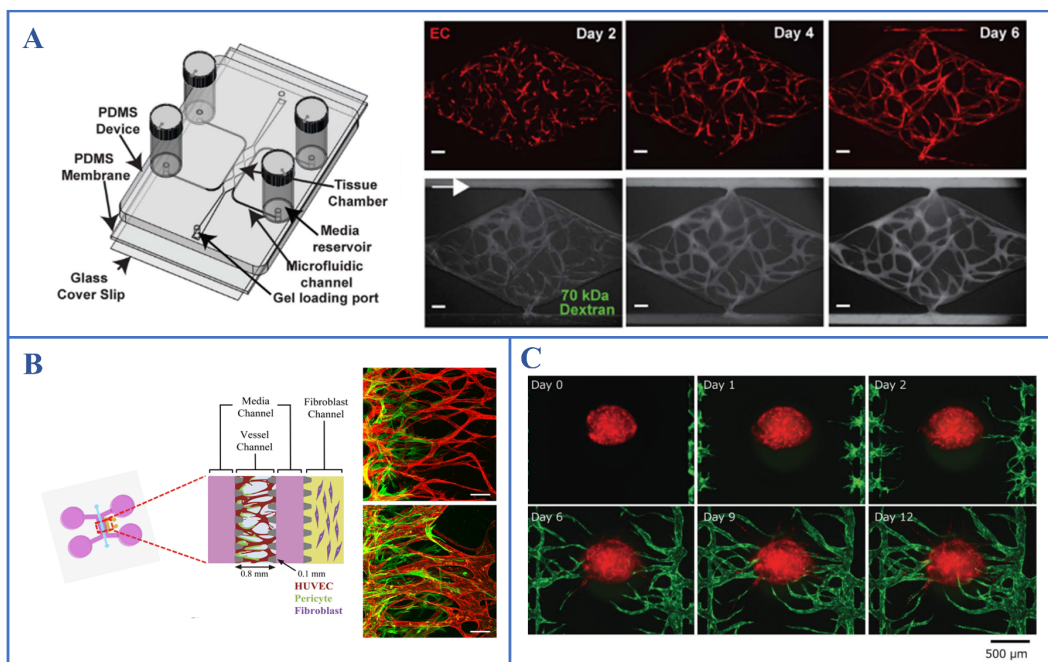 A
PDMS
Device
PDMS
Membrane
Glass
Cover Slip
Tissue
Chamber
Media
reservoir
Microfluidic
channel
Gel loading port
EC
Day 2
Day 4
Day 6
70 kDa
Dextran
B
Media
Channel
Fibroblast
Channel
Vessel
Channel
0.8 mm
0.1 mm
HUVEC
Pericyte
Fibroblast
C
Day 0
Day 1
Day 2
Day 6
Day 9
Day 12
500 µm